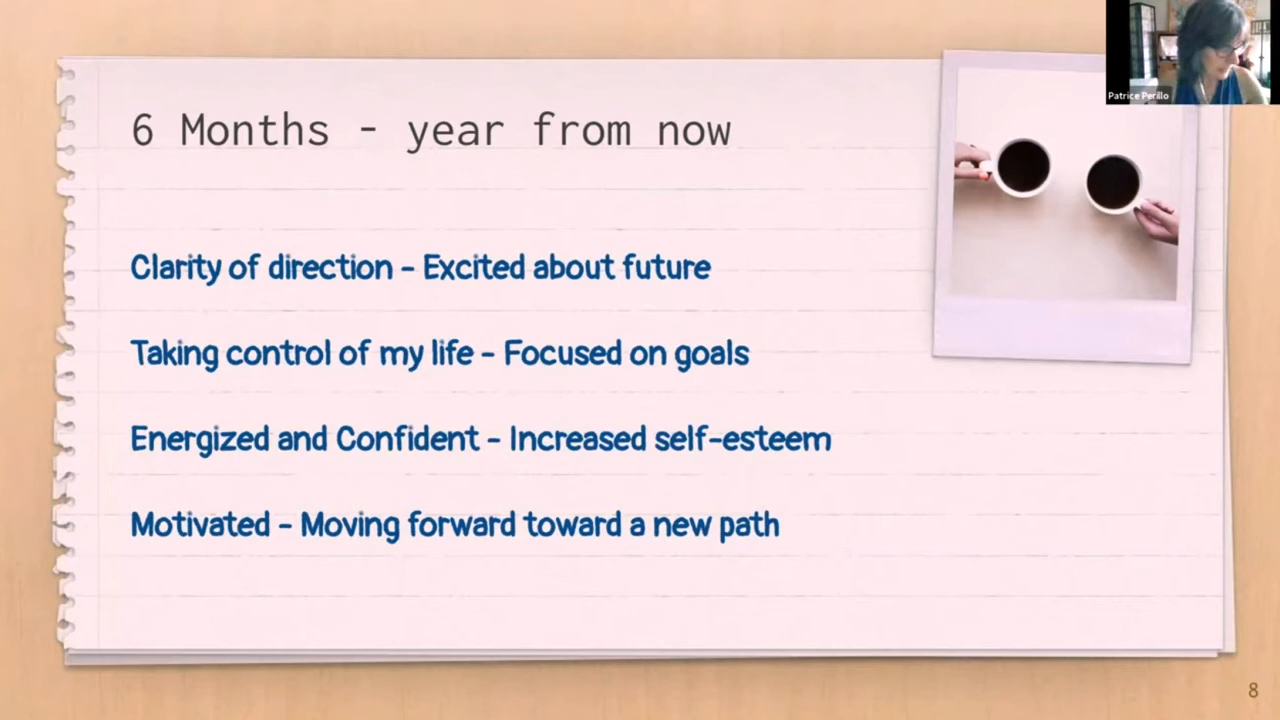 Patrice Perillo
6 Months - year from now
Clarity of direction - Excited about future
Taking control of my life - Focused on goals
Energized and Confident - Increased self-esteem
Motivated - Moving forward toward a new path
8